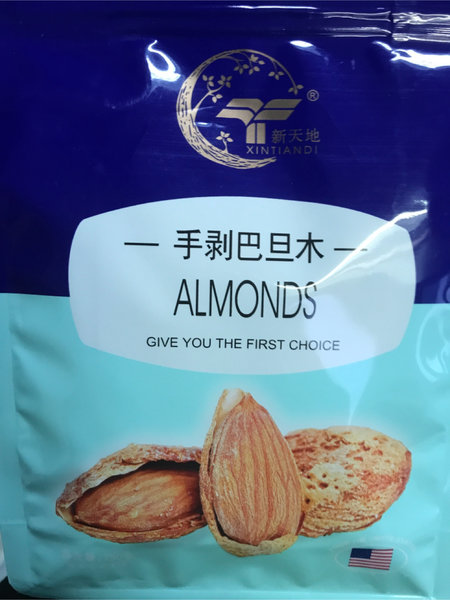 ®
新天地
XINTIANDI
— 手剥巴旦木 —
ALMONDS
GIVE YOU THE FIRST CHOICE